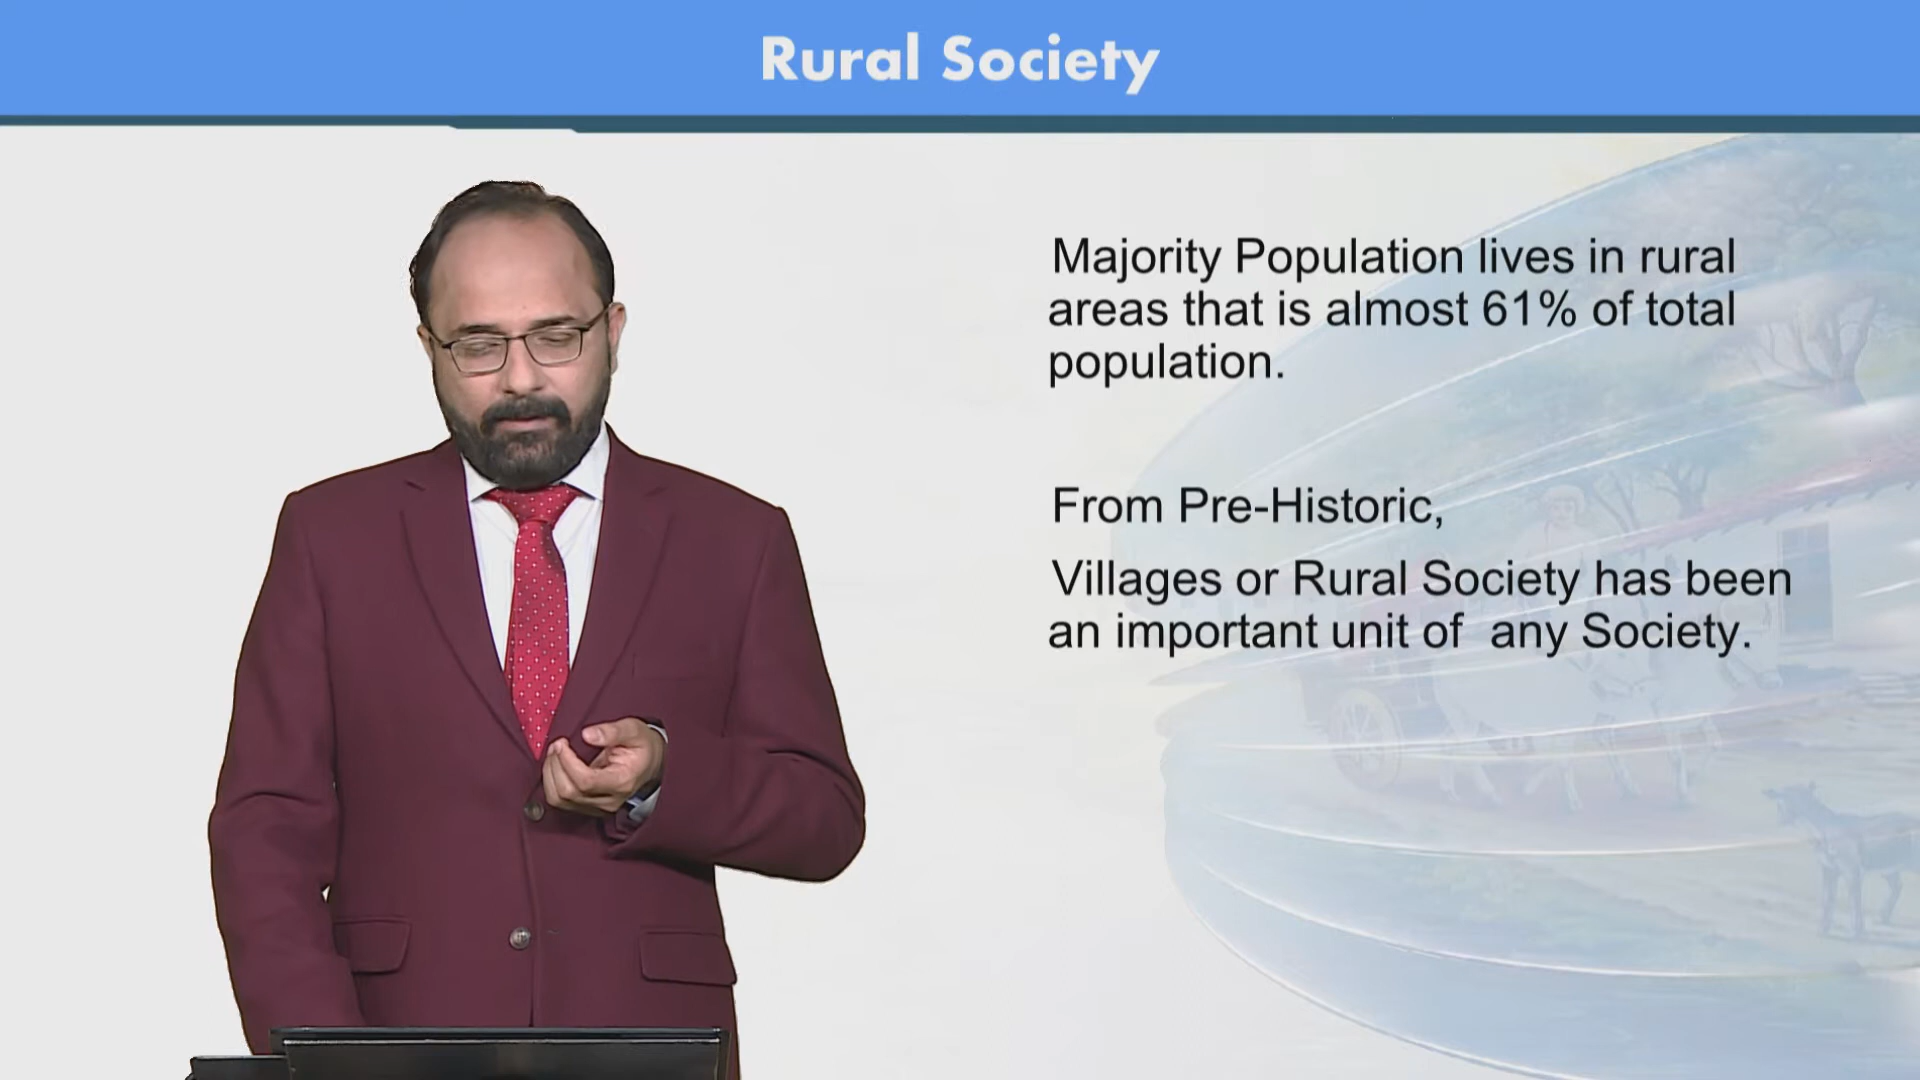 Rural Society
Majority Population lives in rural
areas that is almost 61% of total
population.
From Pre-Historic,
Villages or Rural Society has been
an important unit of any Society.